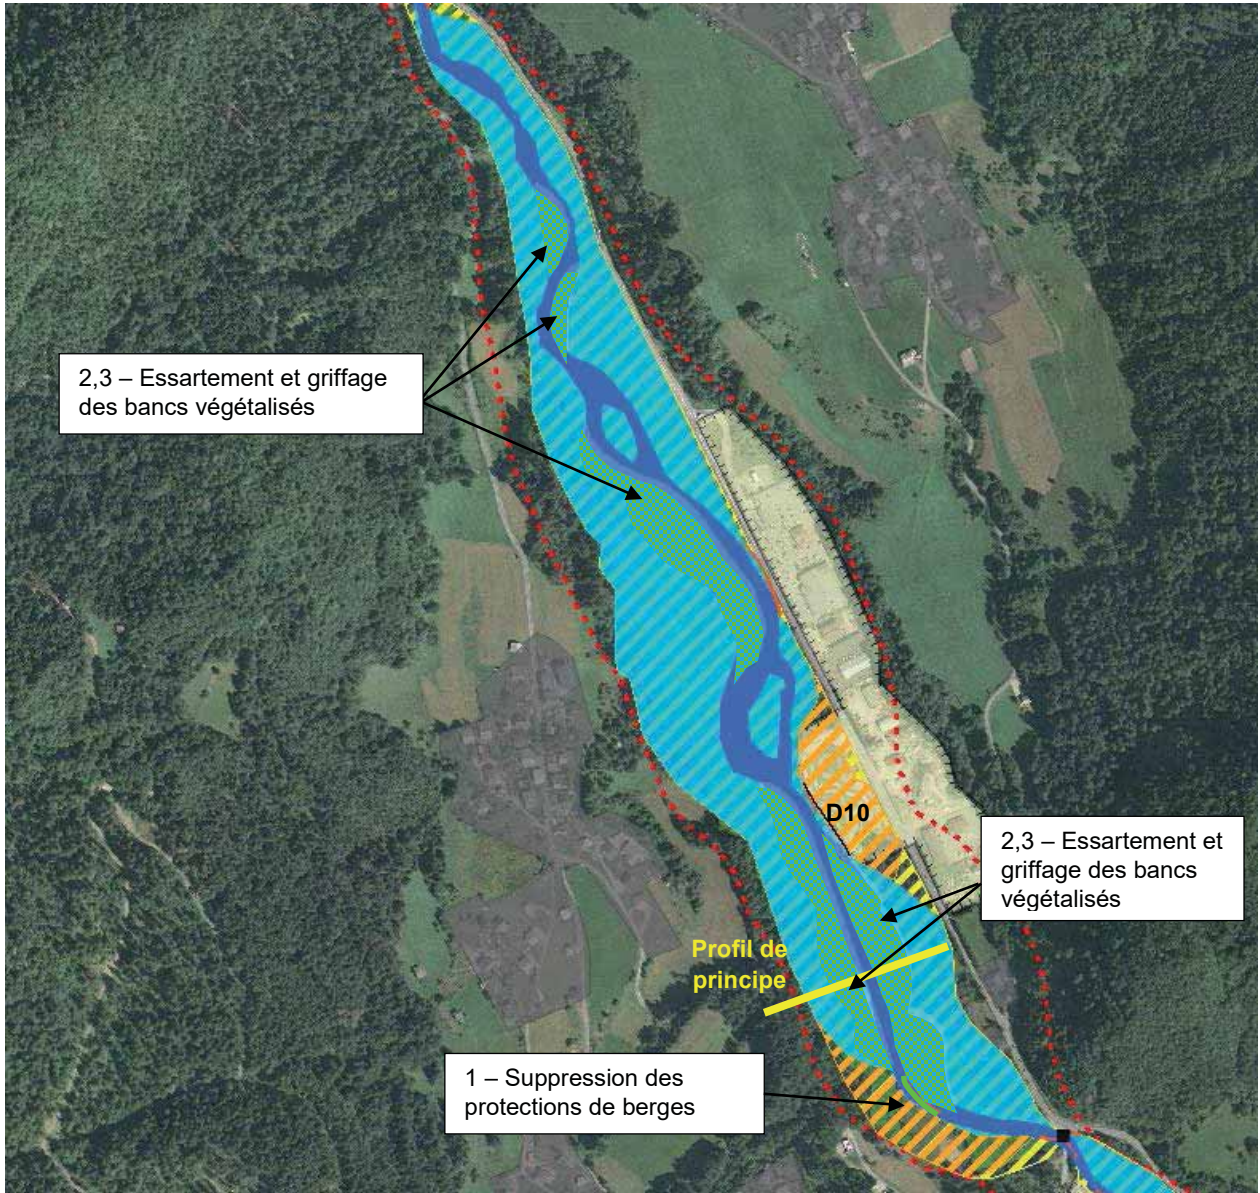 2,3 – Essartement et griffage
des bancs végétalisés
D10
2,3 – Essartement et
griffage des bancs
végétalisés
Profil de
principe
1 – Suppression des
protections de berges